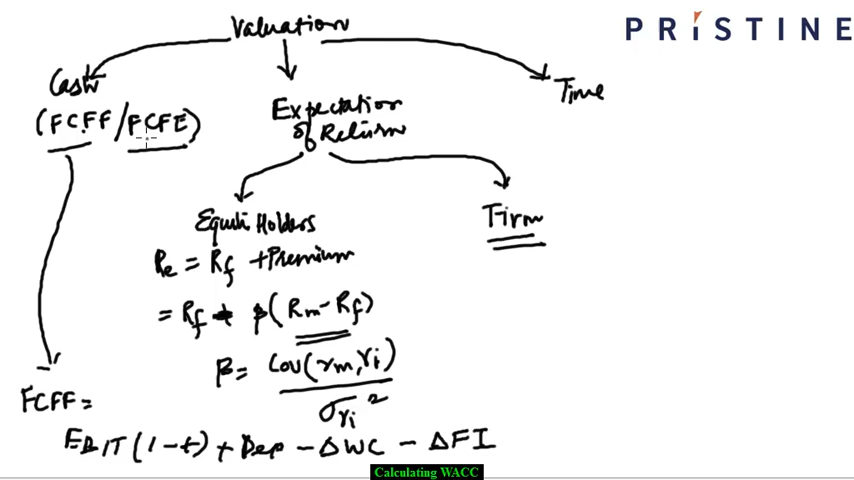 Valuation
PRISTINE
Cash
(FCFF/FCFE)
Expectation
of Return
Time
Equiti Holders
Firm
Re = Rf + Premium
= Rf + β(Rm - Rf)
β = Cov(rm, ri)
σri²
FCFF =
EBIT(1-t) + Dep - ΔWC - ΔFI
Calculating WACC